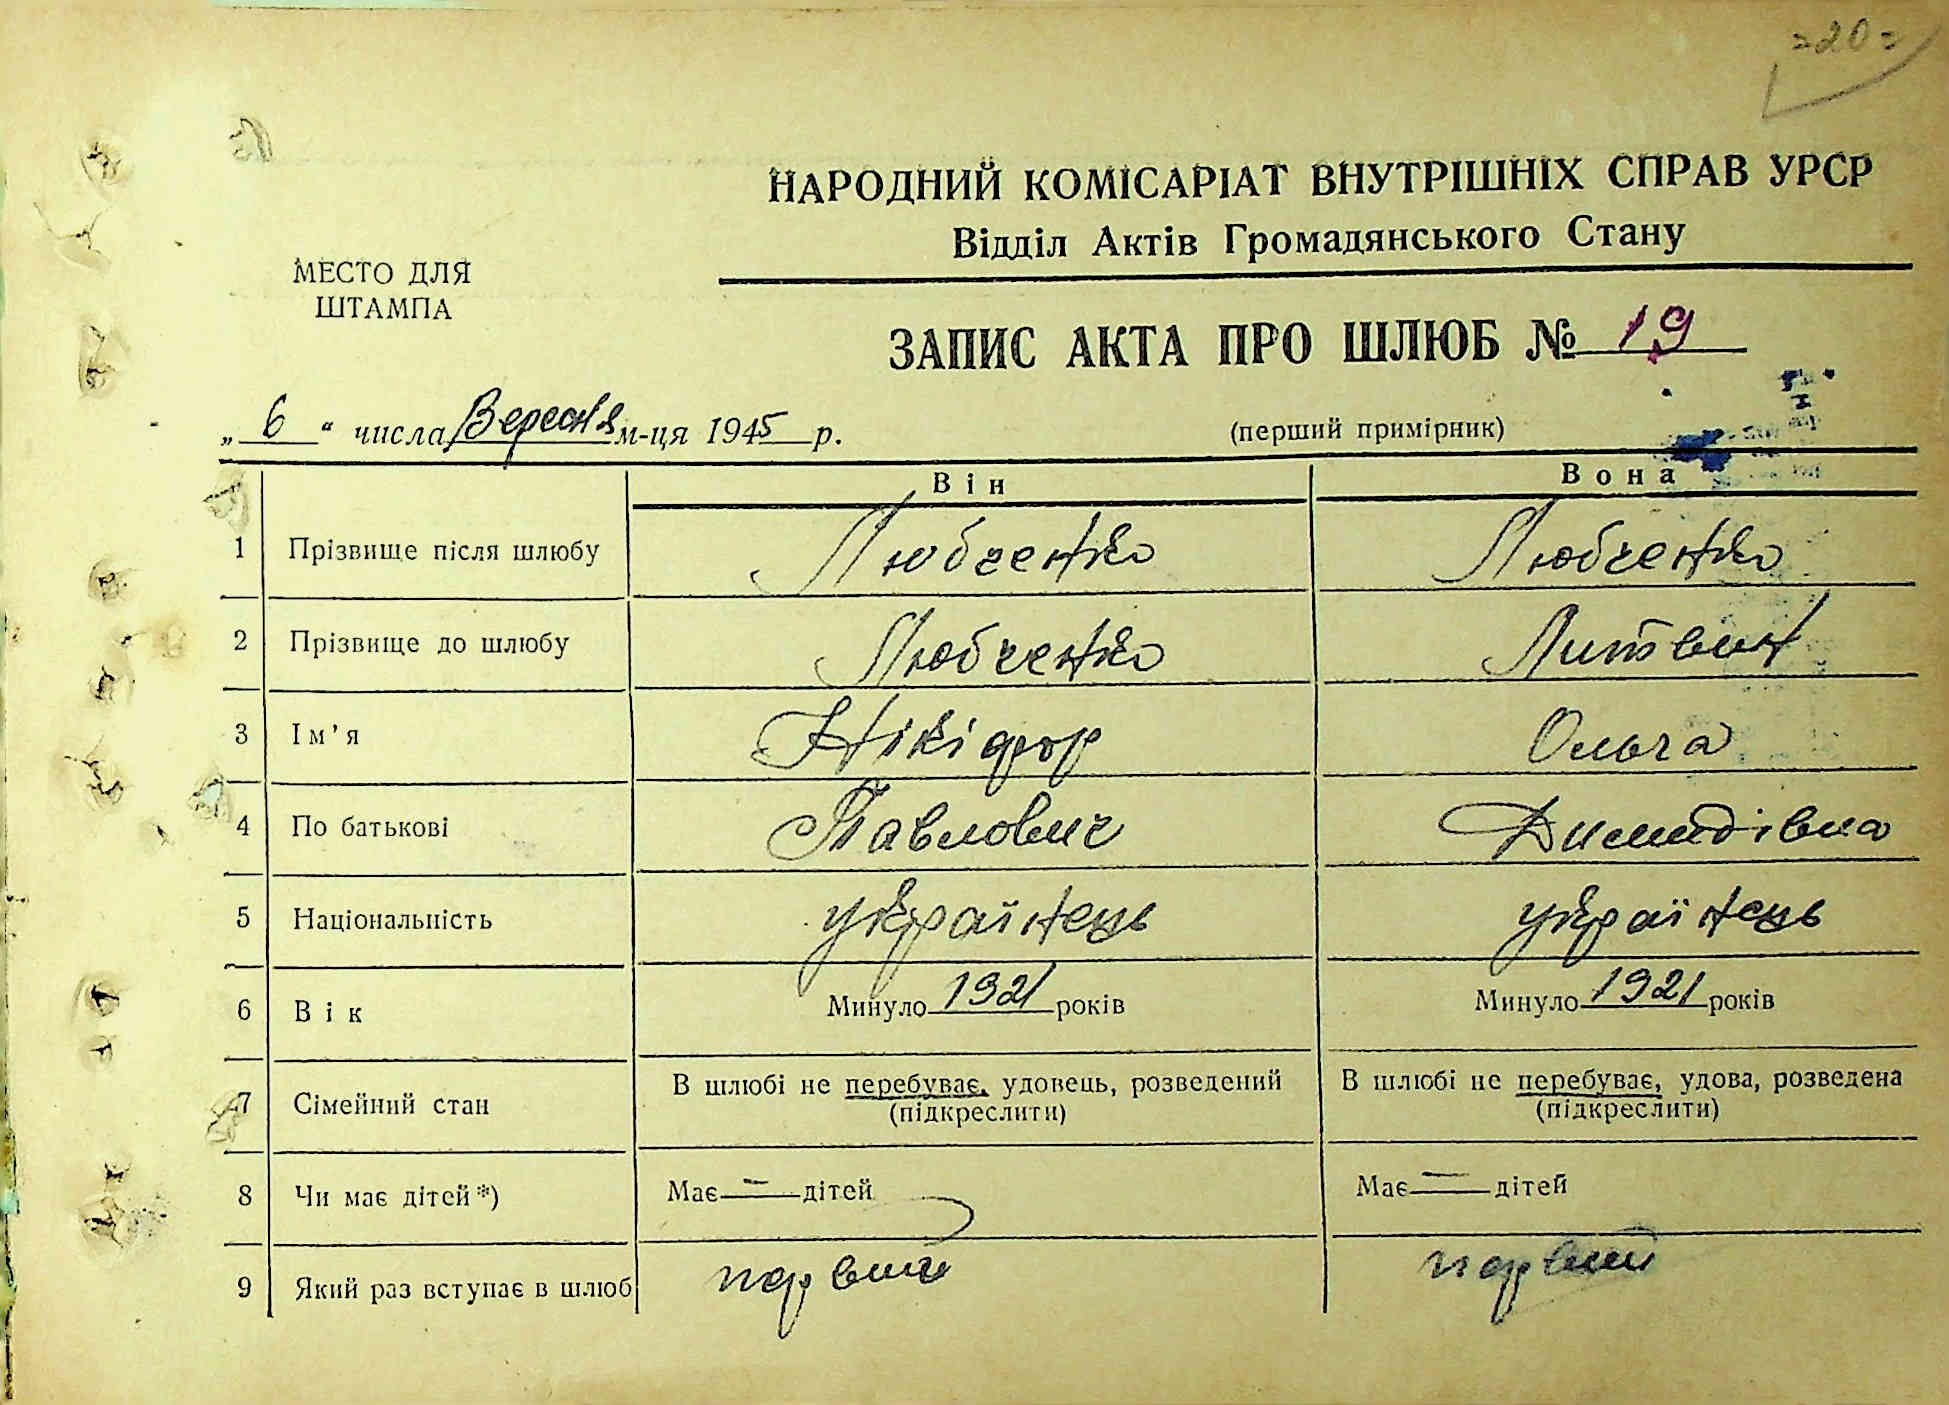 =20=
НАРОДНИЙ КОМІСАРІАТ ВНУТРІШНІХ СПРАВ УРСР
Відділ Актів Громадянського Стану
МЕСТО ДЛЯ
ШТАМПА
ЗАПИС АКТА ПРО ШЛЮБ № 19
„ 6 “ числа Вересня м-ця 1945 р.
(перший примірник)
Він Вона
1 Прізвище після шлюбу Любченко Любченко
2 Прізвище до шлюбу Любченко Литвин
3 Ім’я Нікіфор Ольга
4 По батькові Павлович Димидівна
5 Національність українець українець
6 Вік Минуло 1921 років Минуло 1921 років
7 Сімейний стан В шлюбі не перебуває, удовець, розведений В шлюбі не перебуває, удова, розведена
(підкреслити) (підкреслити)
8 Чи має дітей*) Має — дітей Має — дітей
9 Який раз вступає в шлюб первий первий